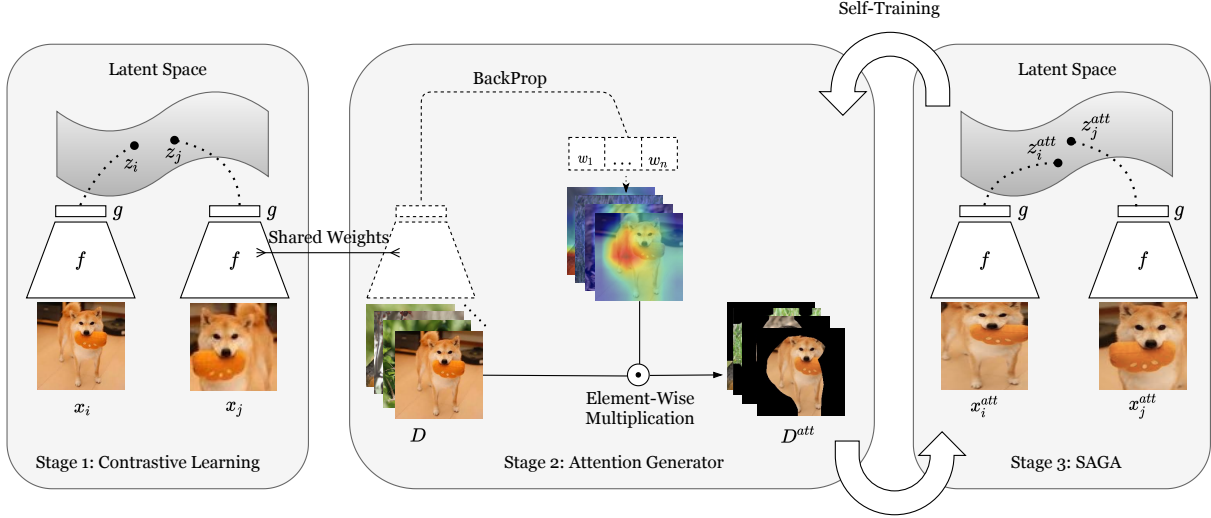 Self-Training
Latent Space
z_i
z_j
g
g
f
f
x_i
x_j
Stage 1: Contrastive Learning
Shared Weights
BackProp
w_1
...
w_n
D
Element-Wise
Multiplication
D^{att}
Stage 2: Attention Generator
Latent Space
z_i^{att}
z_j^{att}
g
g
f
f
x_i^{att}
x_j^{att}
Stage 3: SAGA